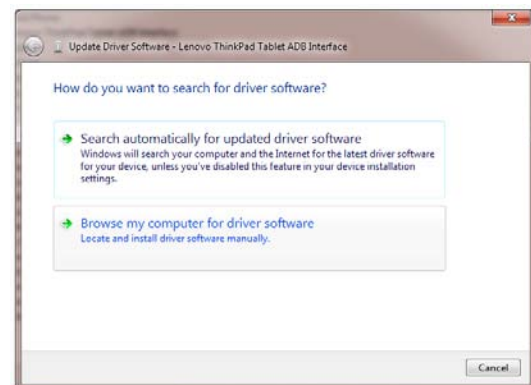 Update Driver Software - Lenovo ThinkPad Tablet ADB Interface
How do you want to search for driver software?
Search automatically for updated driver software
Windows will search your computer and the Internet for the latest driver software
for your device, unless you've disabled this feature in your device installation
settings.
Browse my computer for driver software
Locate and install driver software manually.
Cancel